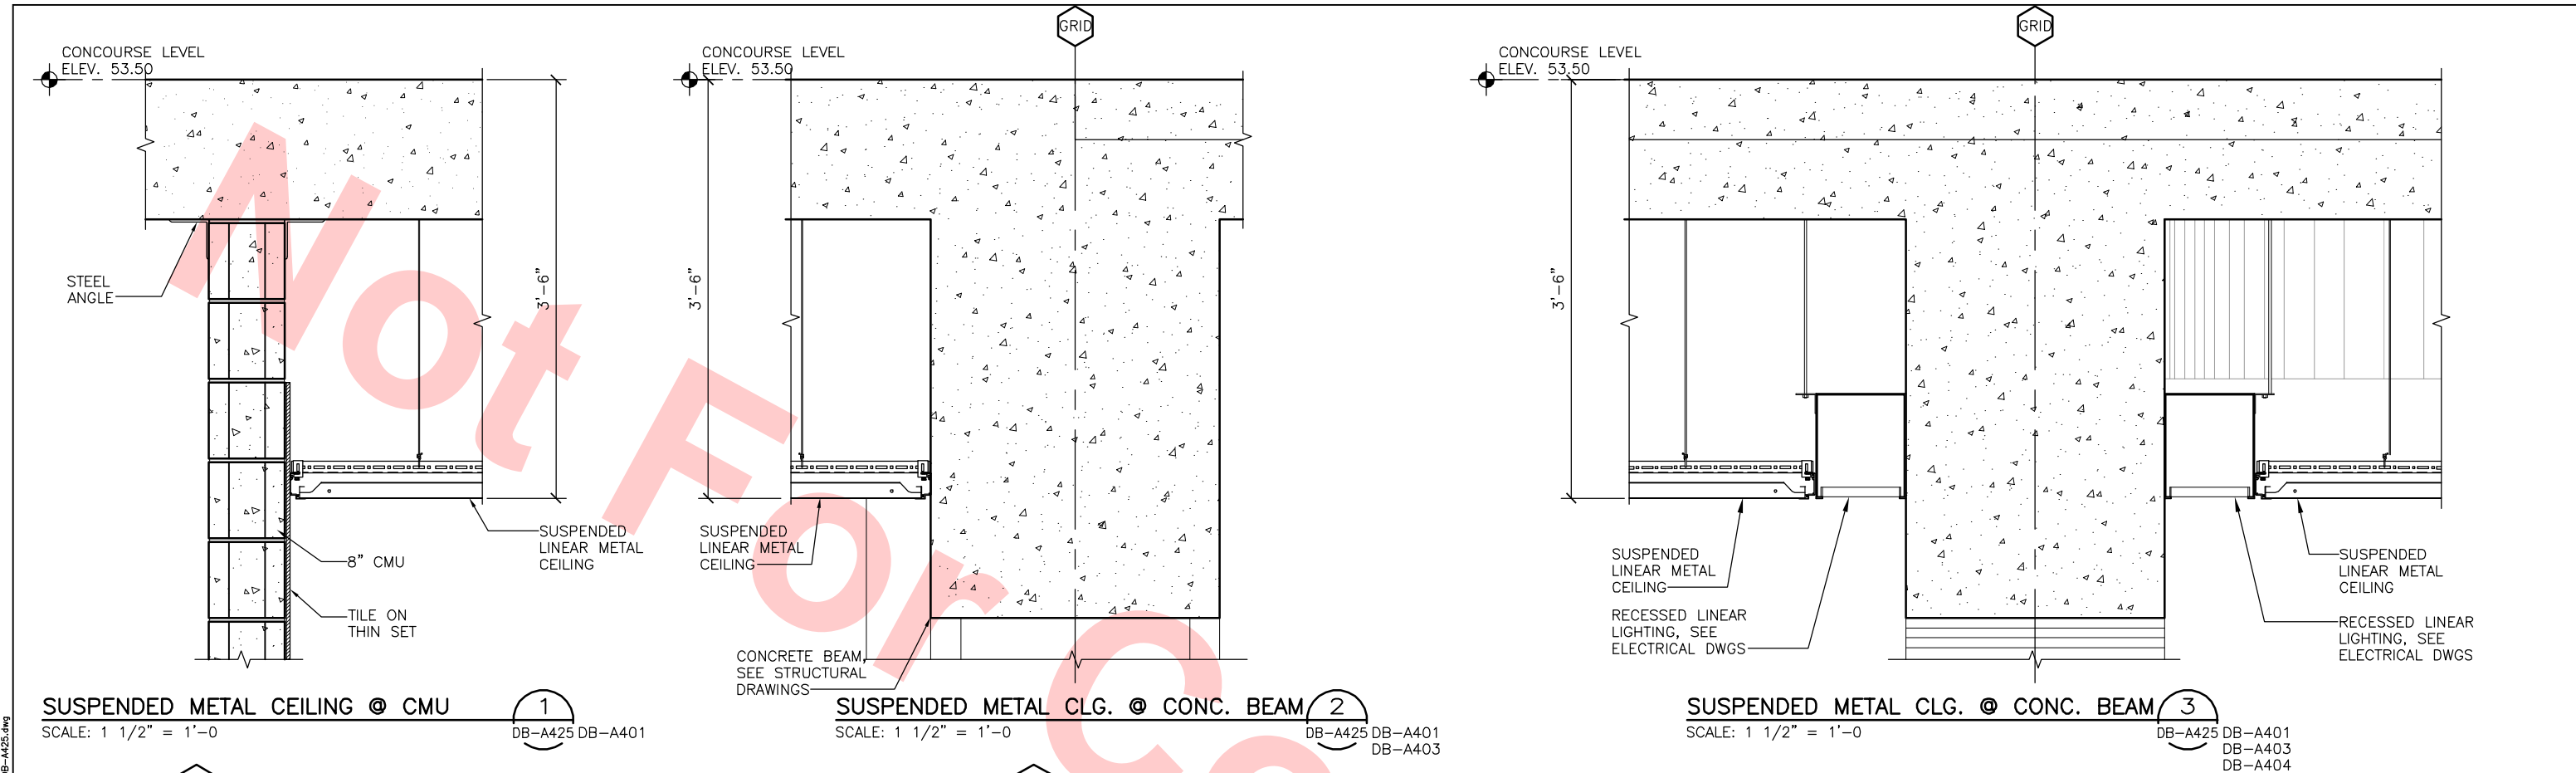 GRID
GRID
CONCOURSE LEVEL
ELEV. 53.50
CONCOURSE LEVEL
ELEV. 53.50
CONCOURSE LEVEL
ELEV. 53.50
STEEL
ANGLE
3'-6"
SUSPENDED
LINEAR METAL
CEILING
8" CMU
TILE ON
THIN SET
SUSPENDED METAL CEILING @ CMU
1
SCALE: 1 1/2" = 1'-0
DB-A425 DB-A401
3'-6"
SUSPENDED
LINEAR METAL
CEILING
CONCRETE BEAM,
SEE STRUCTURAL
DRAWINGS
SUSPENDED METAL CLG. @ CONC. BEAM
2
SCALE: 1 1/2" = 1'-0
DB-A425 DB-A401
DB-A403
3'-6"
SUSPENDED
LINEAR METAL
CEILING
RECESSED LINEAR
LIGHTING, SEE
ELECTRICAL DWGS
SUSPENDED
LINEAR METAL
CEILING
RECESSED LINEAR
LIGHTING, SEE
ELECTRICAL DWGS
SUSPENDED METAL CLG. @ CONC. BEAM
3
SCALE: 1 1/2" = 1'-0
DB-A425 DB-A401
DB-A403
DB-A404
DB-A425.dwg
Not For Co